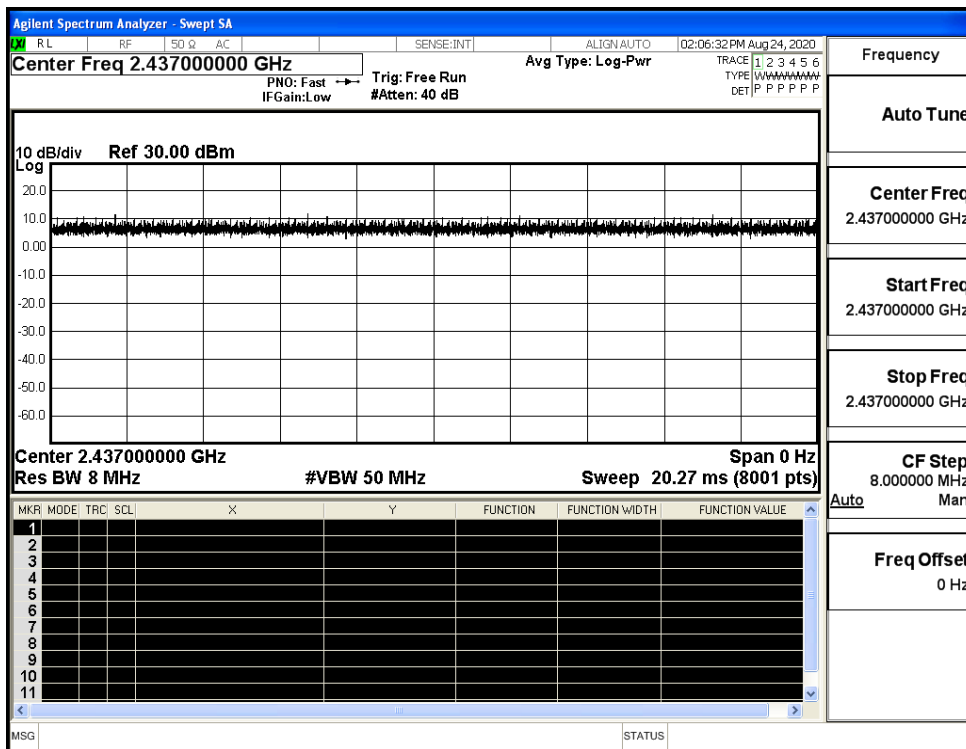 Agilent Spectrum Analyzer - Swept SA
LXI RL RF 50 Ω AC SENSE:INT ALIGN AUTO 02:06:32 PM Aug 24, 2020
Center Freq 2.437000000 GHz
PNO: Fast
IFGain:Low
Trig: Free Run
#Atten: 40 dB
Avg Type: Log-Pwr
TRACE 1 2 3 4 5 6
TYPE WWWWWW
DET P P P P P P
10 dB/div Ref 30.00 dBm
Log
20.0
10.0
0.00
-10.0
-20.0
-30.0
-40.0
-50.0
-60.0
Center 2.437000000 GHz Span 0 Hz
Res BW 8 MHz #VBW 50 MHz Sweep 20.27 ms (8001 pts)
MKR MODE TRC SCL X Y FUNCTION FUNCTION WIDTH FUNCTION VALUE
1
2
3
4
5
6
7
8
9
10
11
MSG STATUS
Frequency
Auto Tune
Center Freq
2.437000000 GHz
Start Freq
2.437000000 GHz
Stop Freq
2.437000000 GHz
CF Step
8.000000 MHz
Auto Man
Freq Offset
0 Hz